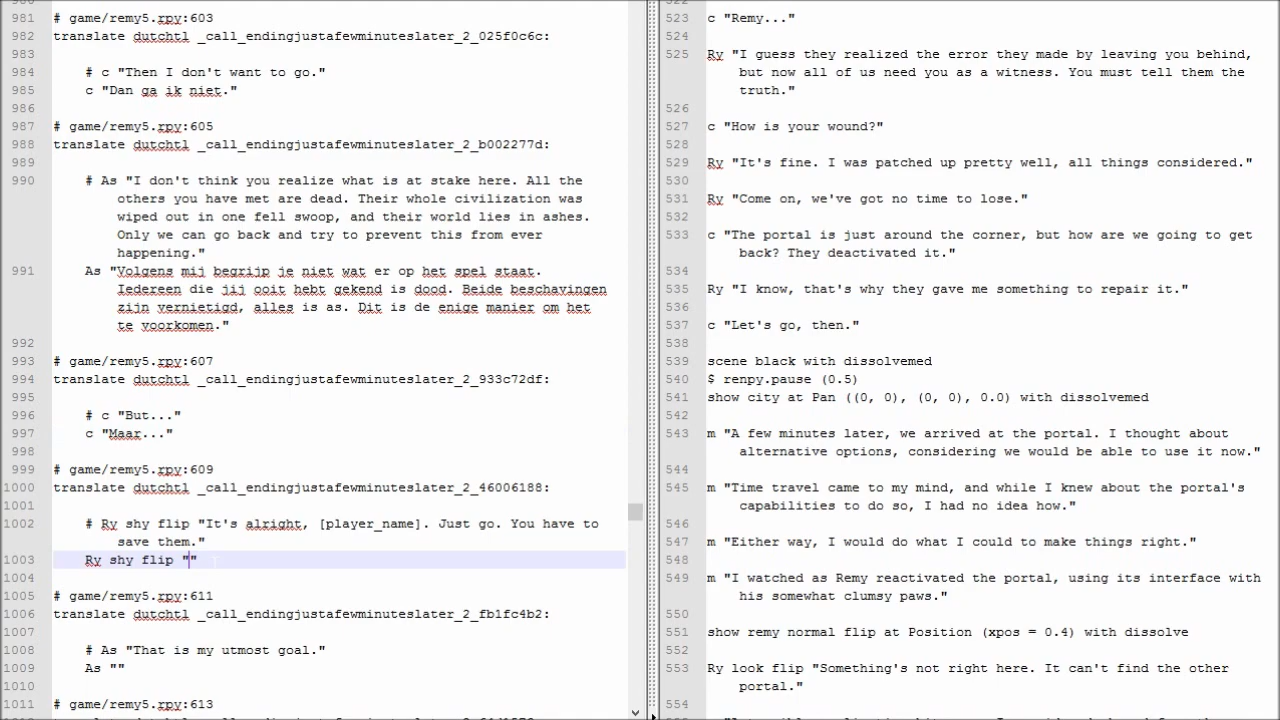 981 # game/remy5.rpy:603
982 translate dutchtl _call_endingjustafewminuteslater_2_025f0c6c:
983
984 # c "Then I don't want to go."
985 c "Dan ga ik niet."
986
987 # game/remy5.rpy:605
988 translate dutchtl _call_endingjustafewminuteslater_2_b002277d:
989
990 # As "I don't think you realize what is at stake here. All the
others you have met are dead. Their whole civilization was
wiped out in one fell swoop, and their world lies in ashes.
Only we can go back and try to prevent this from ever
happening."
991 As "Volgens mij begrijp je niet wat er op het spel staat.
Iedereen die jij ooit hebt gekend is dood. Beide beschavingen
zijn vernietigd, alles is as. Dit is de enige manier om het
te voorkomen."
992
993 # game/remy5.rpy:607
994 translate dutchtl _call_endingjustafewminuteslater_2_933c72df:
995
996 # c "But..."
997 c "Maar..."
998
999 # game/remy5.rpy:609
1000 translate dutchtl _call_endingjustafewminuteslater_2_46006188:
1001
1002 # Ry shy flip "It's alright, [player_name]. Just go. You have to
save them."
1003 Ry shy flip ""
1004
1005 # game/remy5.rpy:611
1006 translate dutchtl _call_endingjustafewminuteslater_2_fb1fc4b2:
1007
1008 # As "That is my utmost goal."
1009 As ""
1010
1011 # game/remy5.rpy:613
523 c "Remy..."
524
525 Ry "I guess they realized the error they made by leaving you behind,
but now all of us need you as a witness. You must tell them the
truth."
526
527 c "How is your wound?"
528
529 Ry "It's fine. I was patched up pretty well, all things considered."
530
531 Ry "Come on, we've got no time to lose."
532
533 c "The portal is just around the corner, but how are we going to get
back? They deactivated it."
534
535 Ry "I know, that's why they gave me something to repair it."
536
537 c "Let's go, then."
538
539 scene black with dissolvemed
540 $ renpy.pause (0.5)
541 show city at Pan ((0, 0), (0, 0), 0.0) with dissolvemed
542
543 m "A few minutes later, we arrived at the portal. I thought about
alternative options, considering we would be able to use it now."
544
545 m "Time travel came to my mind, and while I knew about the portal's
capabilities to do so, I had no idea how."
546
547 m "Either way, I would do what I could to make things right."
548
549 m "I watched as Remy reactivated the portal, using its interface with
his somewhat clumsy paws."
550
551 show remy normal flip at Position (xpos = 0.4) with dissolve
552
553 Ry look flip "Something's not right here. It can't find the other
portal."
554